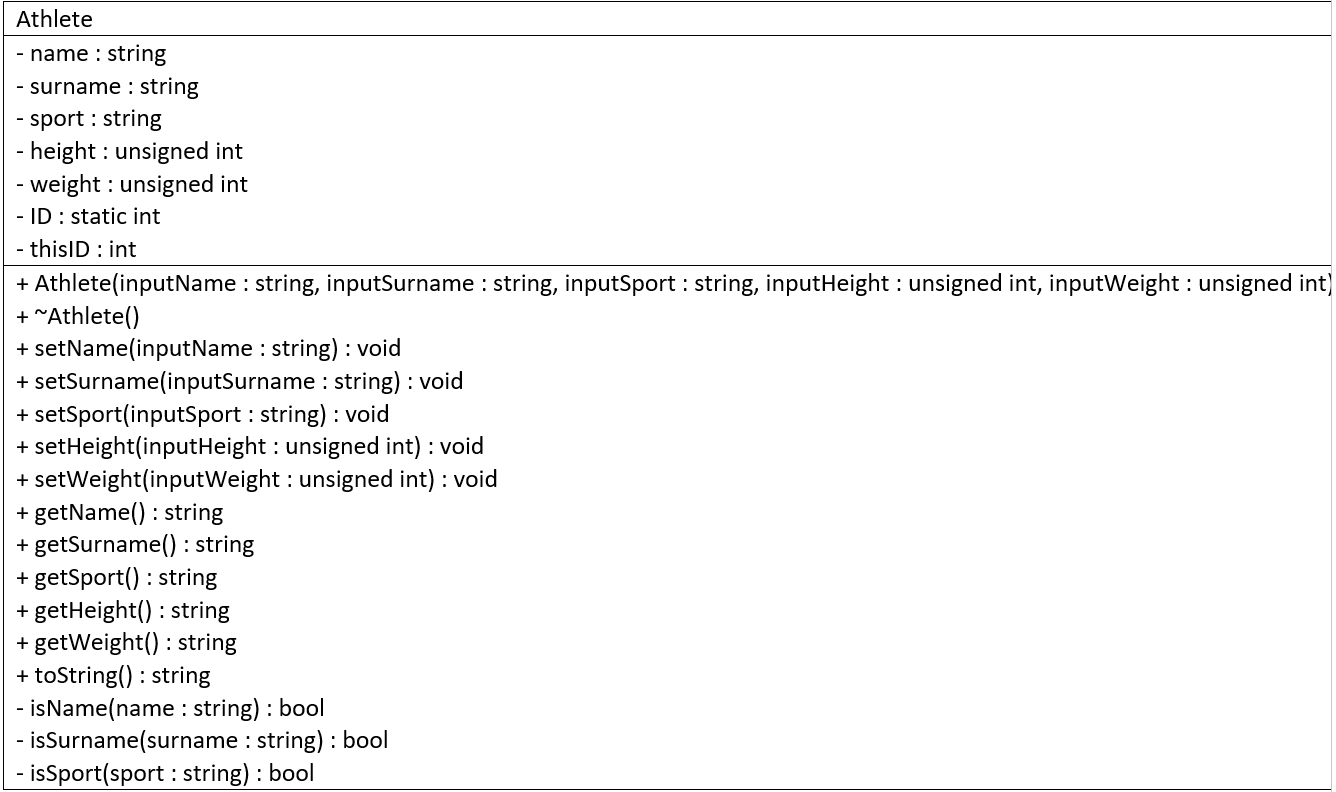 Athlete
- name : string
- surname : string
- sport : string
- height : unsigned int
- weight : unsigned int
- ID : static int
- thisID : int
+ Athlete(inputName : string, inputSurname : string, inputSport : string, inputHeight : unsigned int, inputWeight : unsigned int)
+ ~Athlete()
+ setName(inputName : string) : void
+ setSurname(inputSurname : string) : void
+ setSport(inputSport : string) : void
+ setHeight(inputHeight : unsigned int) : void
+ setWeight(inputWeight : unsigned int) : void
+ getName() : string
+ getSurname() : string
+ getSport() : string
+ getHeight() : string
+ getWeight() : string
+ toString() : string
- isName(name : string) : bool
- isSurname(surname : string) : bool
- isSport(sport : string) : bool